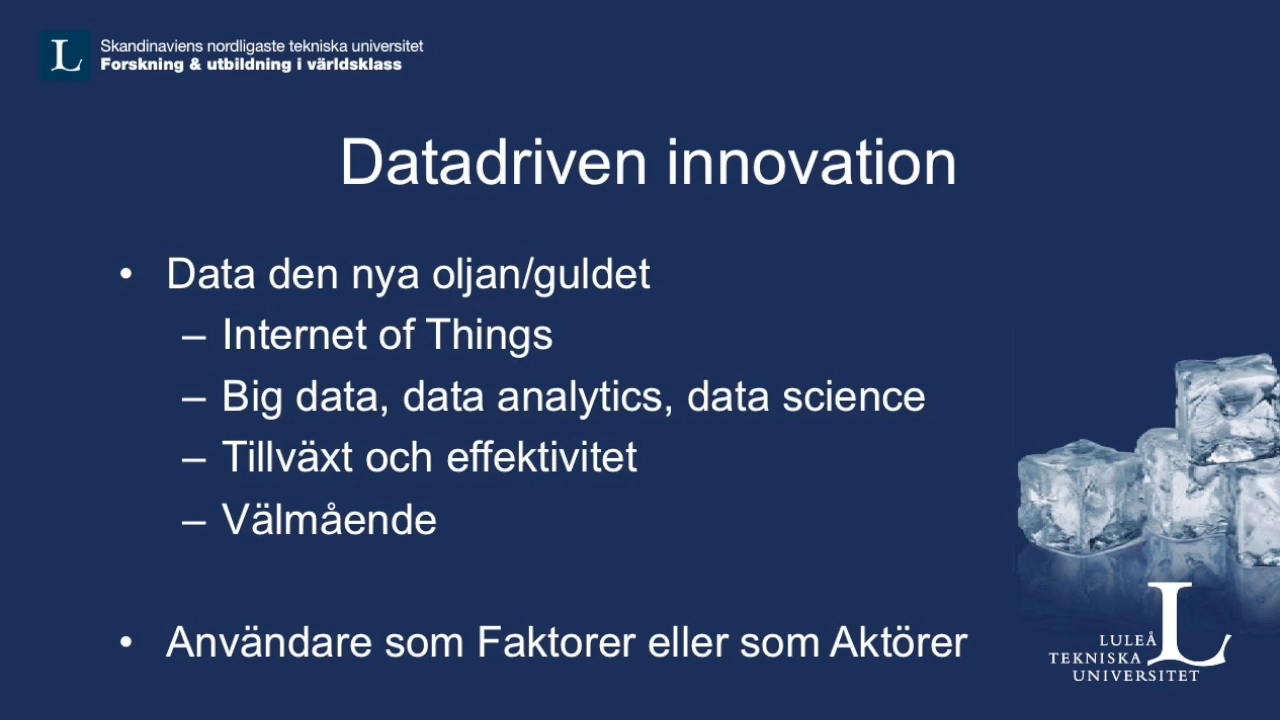 L
Skandinaviens nordligaste tekniska universitet
Forskning & utbildning i världsklass
Datadriven innovation
• Data den nya oljan/guldet
– Internet of Things
– Big data, data analytics, data science
– Tillväxt och effektivitet
– Välmående
• Användare som Faktorer eller som Aktörer
LULEÅ
TEKNISKA
UNIVERSITET
L